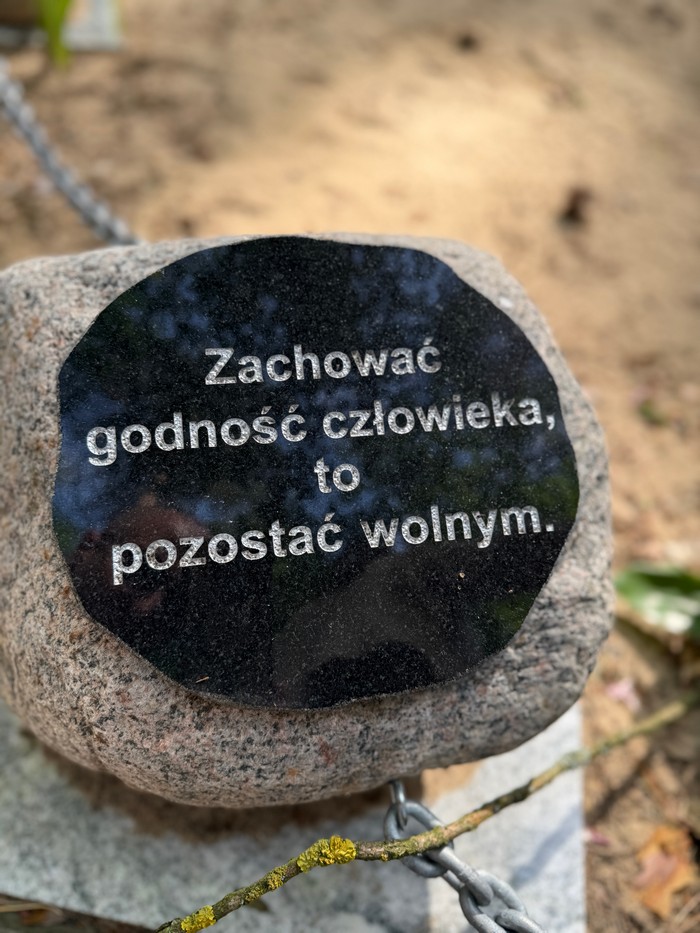 Zachować
godność człowieka,
to
pozostać wolnym.